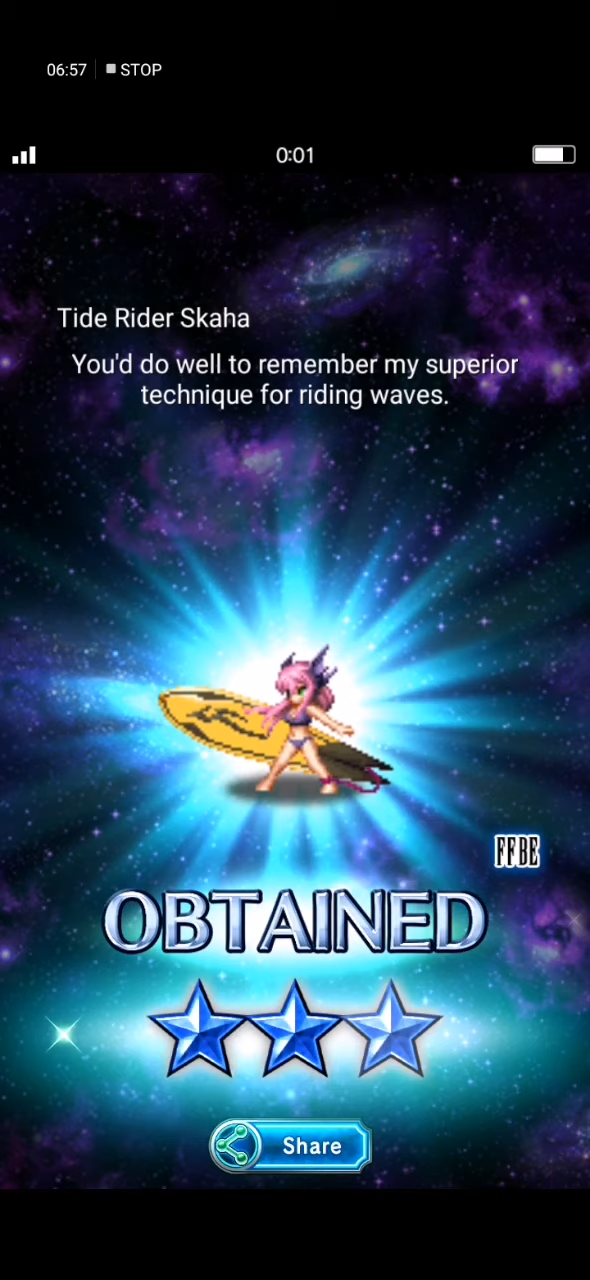 06:57 STOP
0:01
Tide Rider Skaha
You'd do well to remember my superior
technique for riding waves.
FFBE
OBTAINED
Share